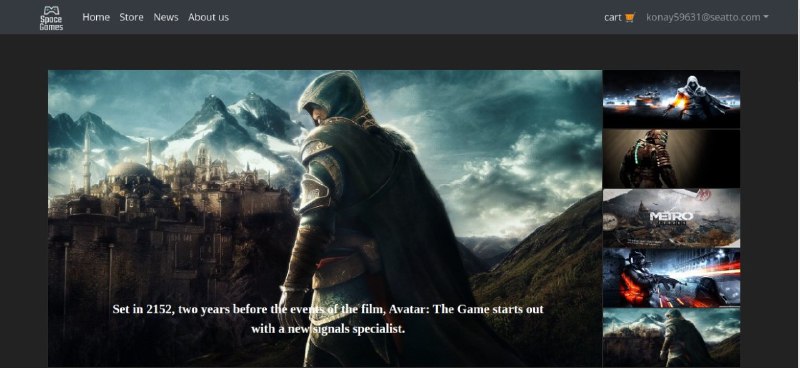 Space
Games
Home Store News About us
cart konay59631@seatto.com
METRO
Set in 2152, two years before the events of the film, Avatar: The Game starts out
with a new signals specialist.